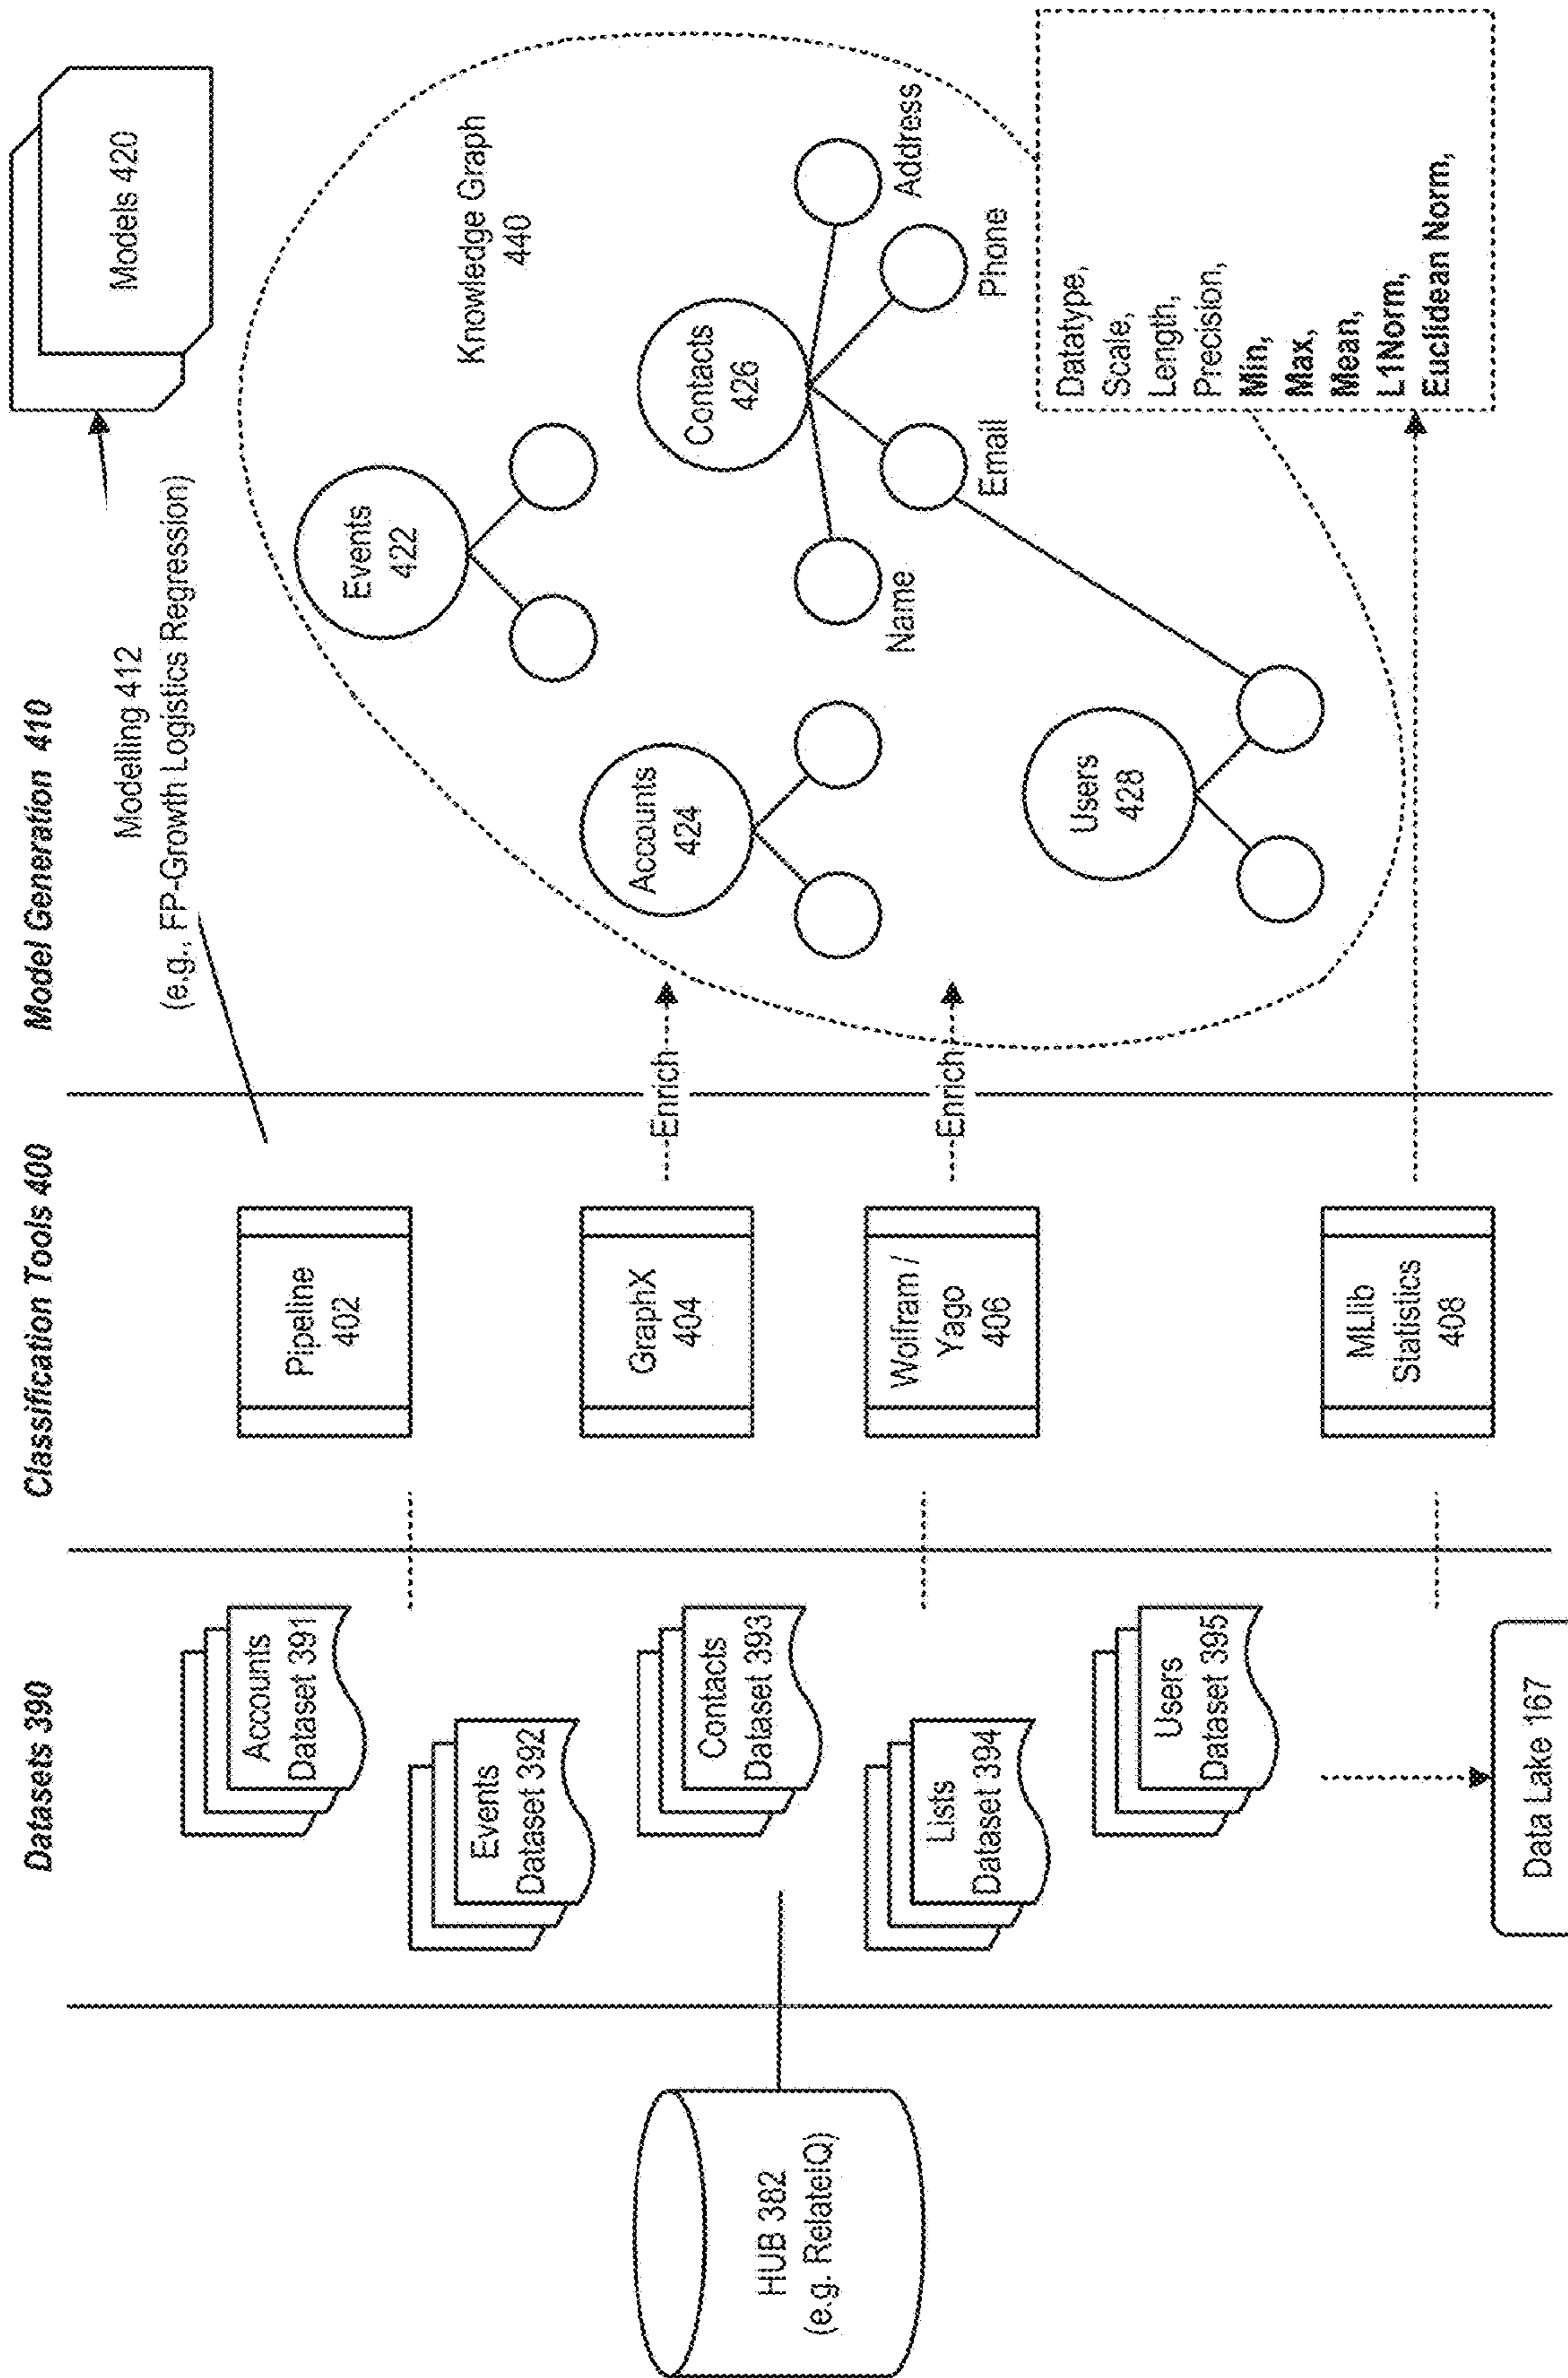 Datasets 390
Classification Tools 400
Model Generation 410
HUB 382
(e.g. RelateIQ)
Accounts
Dataset 391
Events
Dataset 392
Contacts
Dataset 393
Lists
Dataset 394
Users
Dataset 395
Data Lake 167
Pipeline
402
GraphX
404
Wolfram /
Yago
406
MLlib
Statistics
408
Modelling 412
(e.g., FP-Growth Logistics Regression)
Models 420
Enrich
Enrich
Knowledge Graph
440
Events
422
Accounts
424
Contacts
426
Name
Email
Phone
Address
Users
428
Datatype,
Scale,
Length,
Precision,
Min,
Max,
Mean,
L1Norm,
Euclidean Norm,